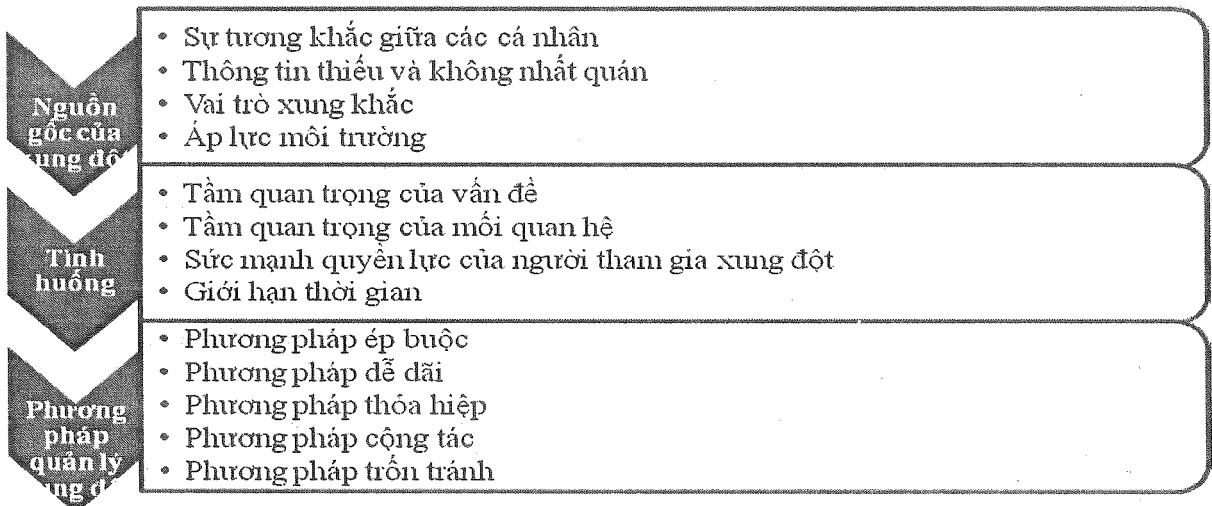 Nguồn
gốc của
xung đột
• Sự tương khắc giữa các cá nhân
• Thông tin thiếu và không nhất quán
• Vai trò xung khắc
• Áp lực môi trường
Tình
huống
• Tầm quan trọng của vấn đề
• Tầm quan trọng của mối quan hệ
• Sức mạnh quyền lực của người tham gia xung đột
• Giới hạn thời gian
Phương
pháp
quản lý
xung đột
• Phương pháp ép buộc
• Phương pháp dễ dãi
• Phương pháp thỏa hiệp
• Phương pháp cộng tác
• Phương pháp trốn tránh